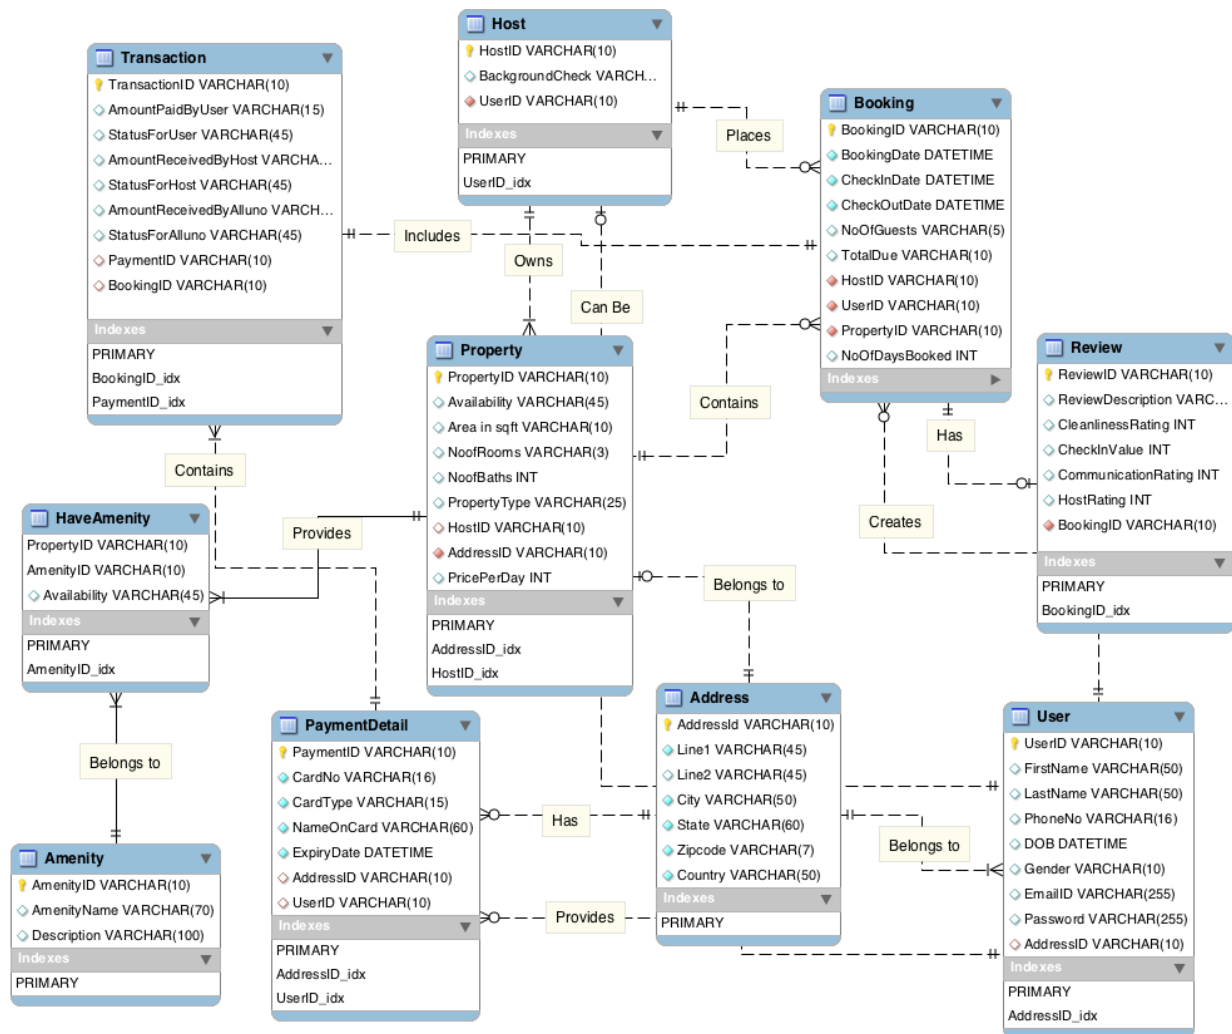 Transaction
TransactionID VARCHAR(10)
AmountPaidByUser VARCHAR(15)
StatusForUser VARCHAR(45)
AmountReceivedByHost VARCHA...
StatusForHost VARCHAR(45)
AmountReceivedByAlluno VARCH...
StatusForAlluno VARCHAR(45)
PaymentID VARCHAR(10)
BookingID VARCHAR(10)
Indexes
PRIMARY
BookingID_idx
PaymentID_idx
Host
HostID VARCHAR(10)
BackgroundCheck VARCH...
UserID VARCHAR(10)
Indexes
PRIMARY
UserID_idx
Places
Booking
BookingID VARCHAR(10)
BookingDate DATETIME
CheckInDate DATETIME
CheckOutDate DATETIME
NoOfGuests VARCHAR(5)
TotalDue VARCHAR(10)
HostID VARCHAR(10)
UserID VARCHAR(10)
PropertyID VARCHAR(10)
NoOfDaysBooked INT
Indexes
Includes
Owns
Can Be
Property
PropertyID VARCHAR(10)
Availability VARCHAR(45)
Area in sqft VARCHAR(10)
NoofRooms VARCHAR(3)
NoofBaths INT
PropertyType VARCHAR(25)
HostID VARCHAR(10)
AddressID VARCHAR(10)
PricePerDay INT
Indexes
PRIMARY
AddressID_idx
HostID_idx
Contains
Review
ReviewID VARCHAR(10)
ReviewDescription VARC...
CleanlinessRating INT
CheckInValue INT
CommunicationRating INT
HostRating INT
BookingID VARCHAR(10)
Indexes
PRIMARY
BookingID_idx
Has
Creates
Contains
HaveAmenity
PropertyID VARCHAR(10)
AmenityID VARCHAR(10)
Availability VARCHAR(45)
Indexes
PRIMARY
AmenityID_idx
Provides
Belongs to
PaymentDetail
PaymentID VARCHAR(10)
CardNo VARCHAR(16)
CardType VARCHAR(15)
NameOnCard VARCHAR(60)
ExpiryDate DATETIME
AddressID VARCHAR(10)
UserID VARCHAR(10)
Indexes
PRIMARY
AddressID_idx
UserID_idx
Address
AddressId VARCHAR(10)
Line1 VARCHAR(45)
Line2 VARCHAR(45)
City VARCHAR(50)
State VARCHAR(60)
Zipcode VARCHAR(7)
Country VARCHAR(50)
Indexes
PRIMARY
User
UserID VARCHAR(10)
FirstName VARCHAR(50)
LastName VARCHAR(50)
PhoneNo VARCHAR(16)
DOB DATETIME
Gender VARCHAR(10)
EmailID VARCHAR(255)
Password VARCHAR(255)
AddressID VARCHAR(10)
Indexes
PRIMARY
AddressID_idx
Belongs to
Has
Belongs to
Provides
Amenity
AmenityID VARCHAR(10)
AmenityName VARCHAR(70)
Description VARCHAR(100)
Indexes
PRIMARY